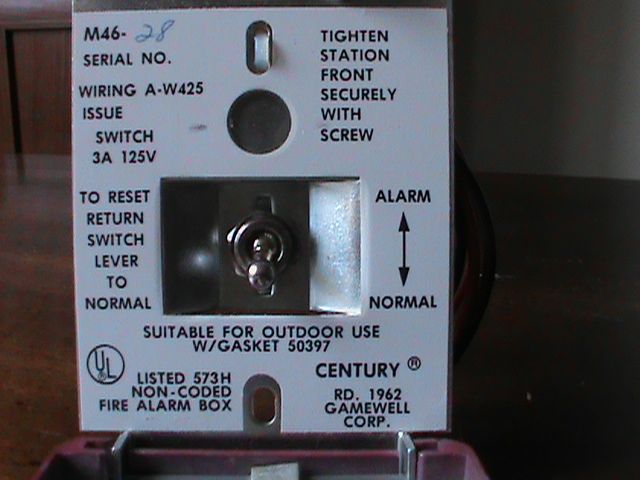 M46- 28
SERIAL NO.
WIRING A-W425
ISSUE
SWITCH
3A 125V
TIGHTEN
STATION
FRONT
SECURELY
WITH
SCREW
TO RESET
RETURN
SWITCH
LEVER
TO
NORMAL
ALARM
NORMAL
SUITABLE FOR OUTDOOR USE
W/GASKET 50397
UL
LISTED 573H
NON-CODED
FIRE ALARM BOX
CENTURY ®
RD. 1962
GAMEWELL
CORP.